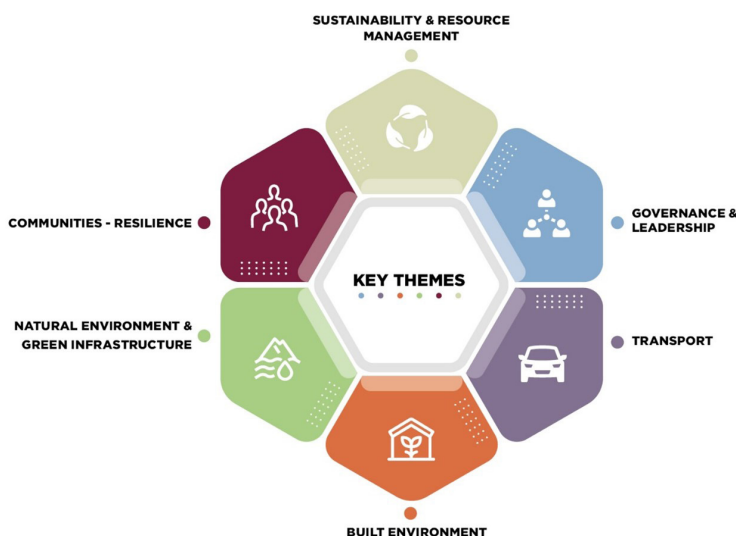 SUSTAINABILITY & RESOURCE
MANAGEMENT
COMMUNITIES - RESILIENCE
GOVERNANCE &
LEADERSHIP
KEY THEMES
NATURAL ENVIRONMENT &
GREEN INFRASTRUCTURE
TRANSPORT
BUILT ENVIRONMENT